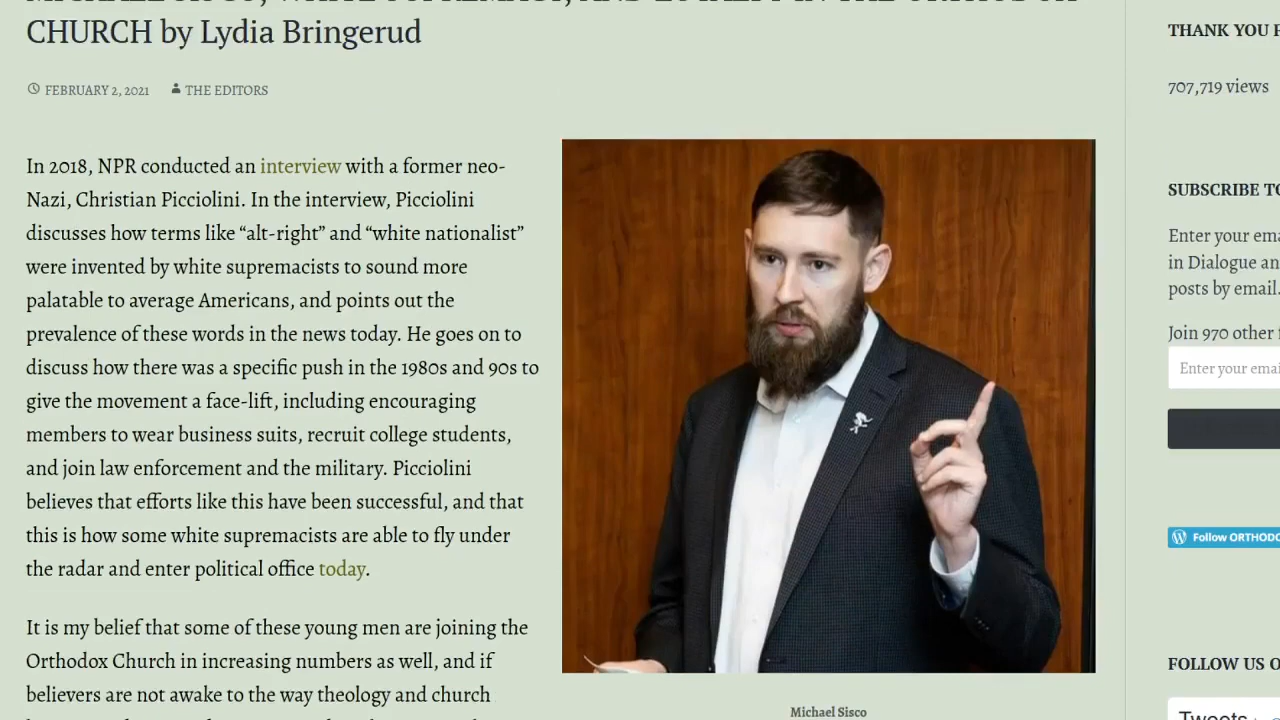 CHURCH by Lydia Bringerud
FEBRUARY 2, 2021 THE EDITORS
In 2018, NPR conducted an interview with a former neo-
Nazi, Christian Picciolini. In the interview, Picciolini
discusses how terms like “alt-right” and “white nationalist”
were invented by white supremacists to sound more
palatable to average Americans, and points out the
prevalence of these words in the news today. He goes on to
discuss how there was a specific push in the 1980s and 90s to
give the movement a face-lift, including encouraging
members to wear business suits, recruit college students,
and join law enforcement and the military. Picciolini
believes that efforts like this have been successful, and that
this is how some white supremacists are able to fly under
the radar and enter political office today.
It is my belief that some of these young men are joining the
Orthodox Church in increasing numbers as well, and if
believers are not awake to the way theology and church
Michael Sisco
THANK YOU
707,719 views
SUBSCRIBE
Enter your
in Dialogue
posts by email.
Join 970 other
Enter your
Follow
FOLLOW US
Tweets